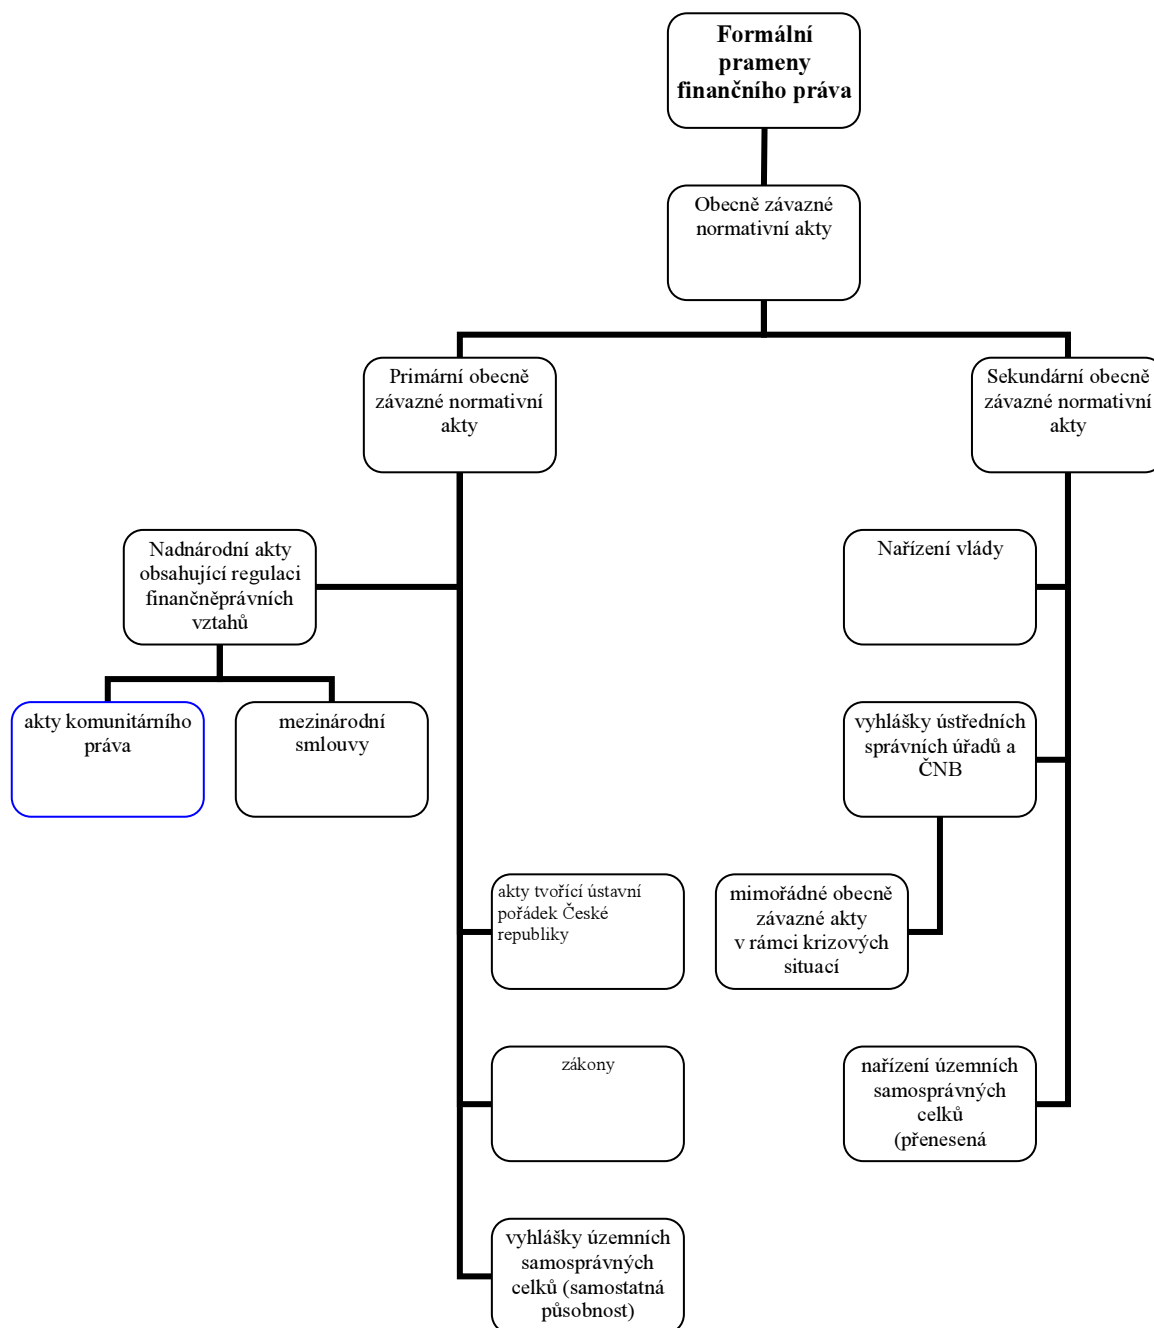 Formální
prameny
finančního práva
Obecně závazné
normativní akty
Primární obecně
závazné normativní
akty
Sekundární obecně
závazné normativní
akty
Nadnárodní akty
obsahující regulaci
finančněprávních
vztahů
Nařízení vlády
akty komunitárního
práva
mezinárodní
smlouvy
vyhlášky ústředních
správních úřadů a
ČNB
akty tvořící ústavní
pořádek České
republiky
mimořádné obecně
závazné akty
v rámci krizových
situací
zákony
nařízení územních
samosprávných
celků
(přenesená
vyhlášky územních
samosprávných
celků (samostatná
působnost)